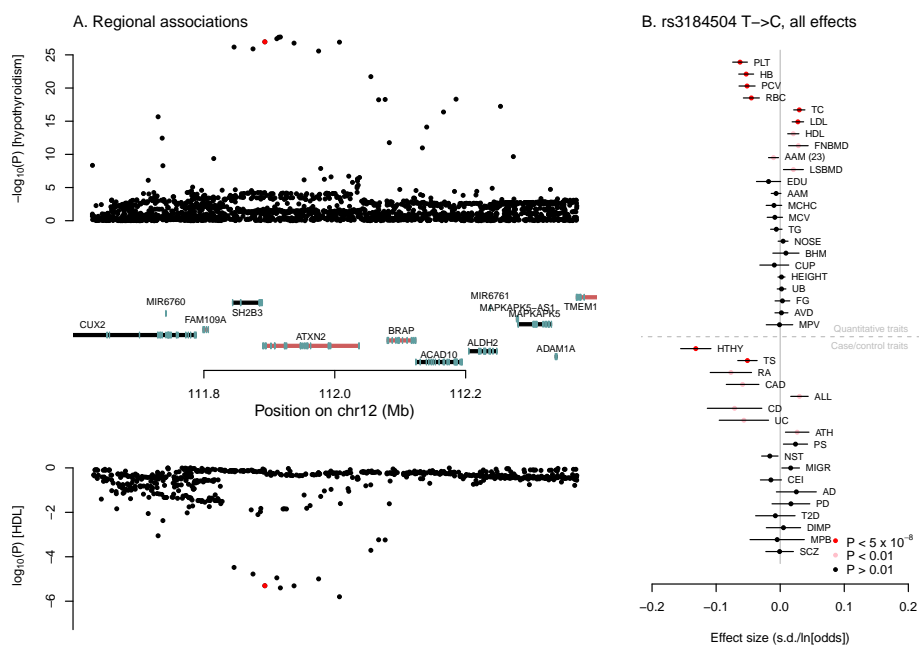 A. Regional associations
−log10(P) [hypothyroidism]
25
20
15
10
5
0
MIR6760
CUX2
FAM109A
SH2B3
ATXN2
BRAP
ACAD10
MIR6761
MAPKAPK5−AS1
MAPKAPK5
ALDH2
ADAM1A
TMEM1
111.8
112.0
112.2
Position on chr12 (Mb)
log10(P) [HDL]
0
−2
−4
−6
B. rs3184504 T−>C, all effects
PLT
HB
PCV
RBC
TC
LDL
HDL
FNBMD
AAM (23)
LSBMD
EDU
AAM
MCHC
MCV
TG
NOSE
BHM
CUP
HEIGHT
UB
FG
AVD
MPV
Quantitative traits
Case/control traits
HTHY
TS
RA
CAD
ALL
CD
UC
ATH
PS
NST
MIGR
CEI
AD
PD
T2D
DIMP
MPB
SCZ
P < 5 x 10−8
P < 0.01
P > 0.01
−0.2
−0.1
0.0
0.1
0.2
Effect size (s.d./ln[odds])